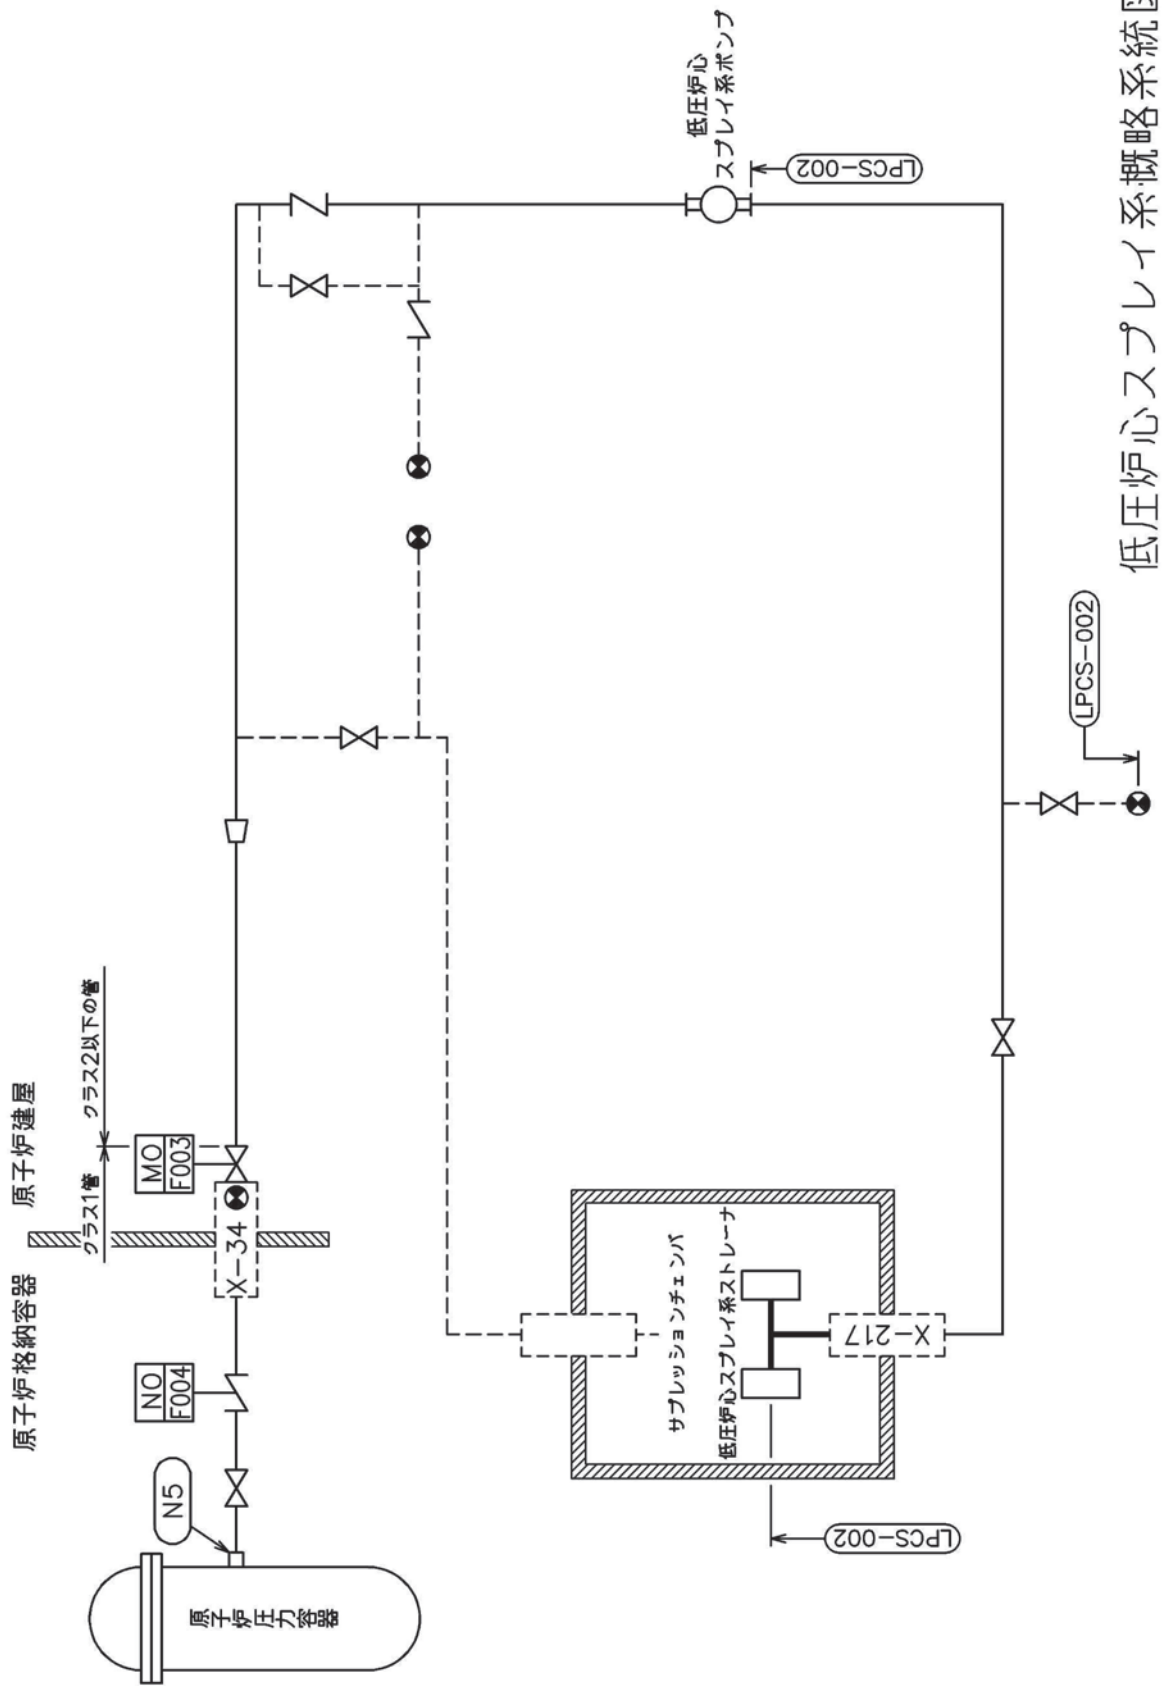 原子炉格納容器
原子炉建屋
クラス1管
クラス2以下の管
MO
F003
NO
F004
N5
X-34
原子炉圧力容器
低圧炉心
スプレイ系ポンプ
LPCS-002
サプレッションチェンバ
低圧炉心スプレイ系ストレーナ
X-217
LPCS-002
LPCS-002
低圧炉心スプレイ系概略系統図